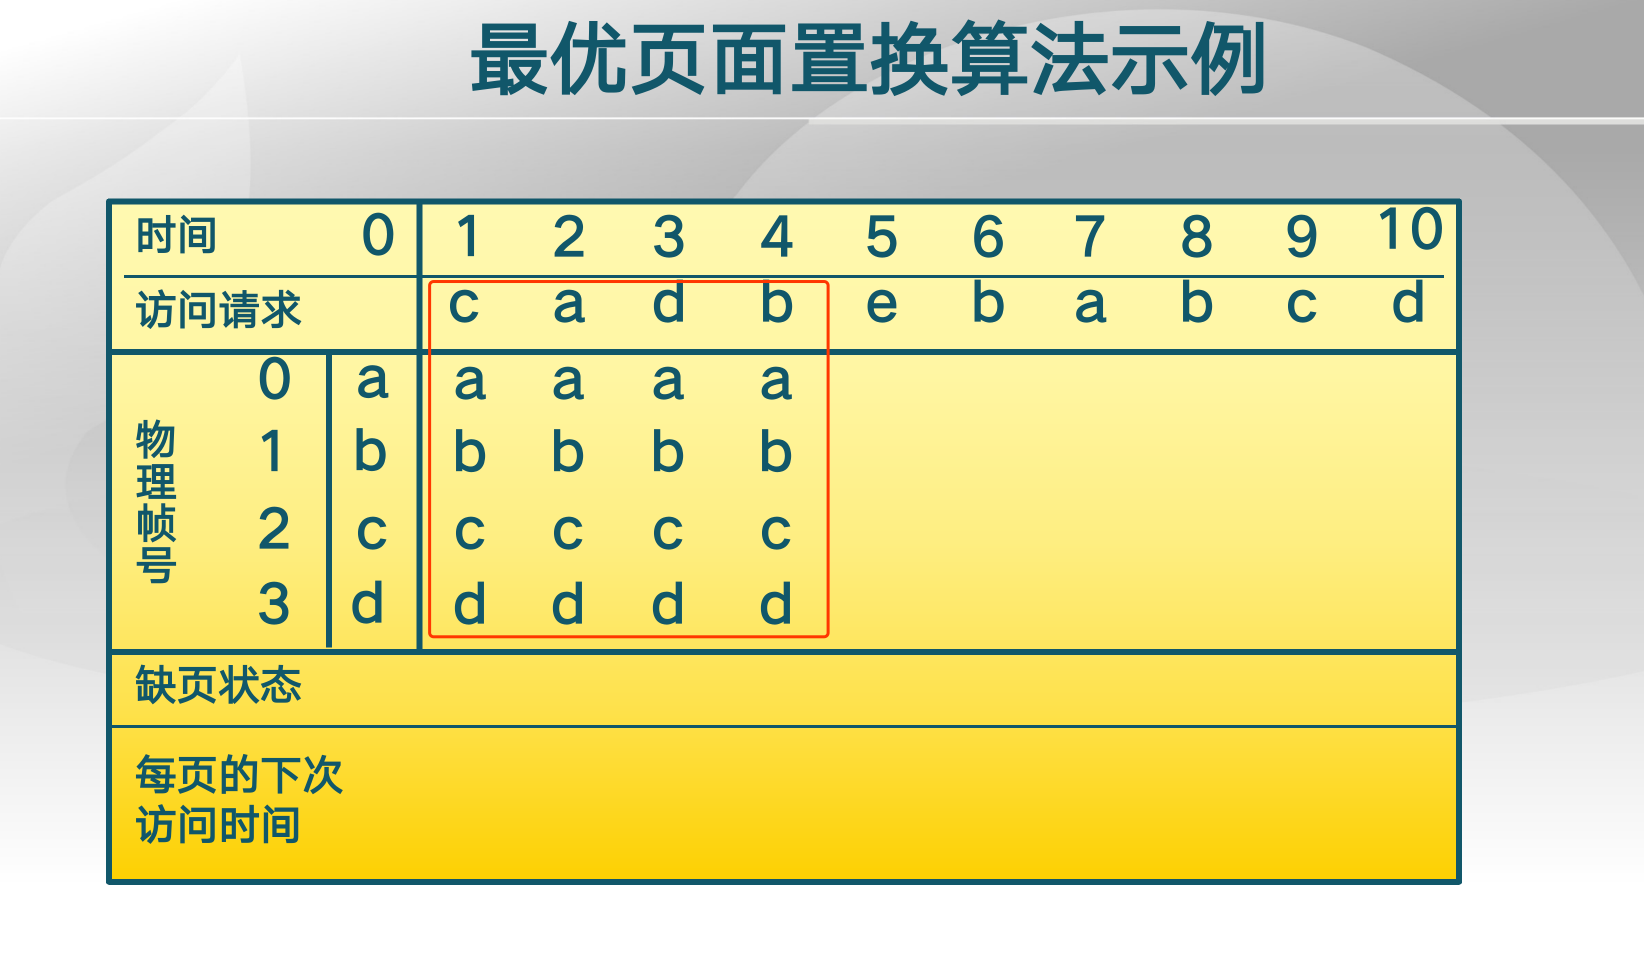 最优页面置换算法示例
时间 0 1 2 3 4 5 6 7 8 9 10
访问请求 c a d b e b a b c d
物理帧号
0 a a a a a
1 b b b b b
2 c c c c c
3 d d d d d
缺页状态
每页的下次
访问时间